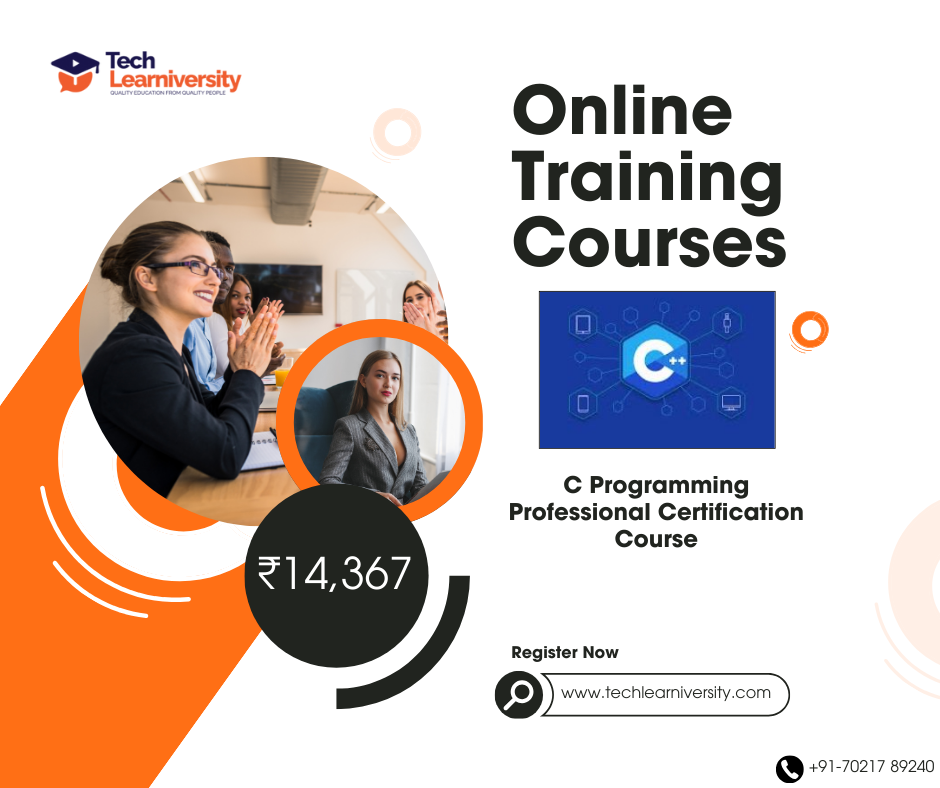 Tech
Learniversity
QUALITY EDUCATION FROM QUALITY PEOPLE
Online
Training
Courses
C++
C Programming
Professional Certification
Course
₹14,367
Register Now
www.techlearniversity.com
+91-70217 89240